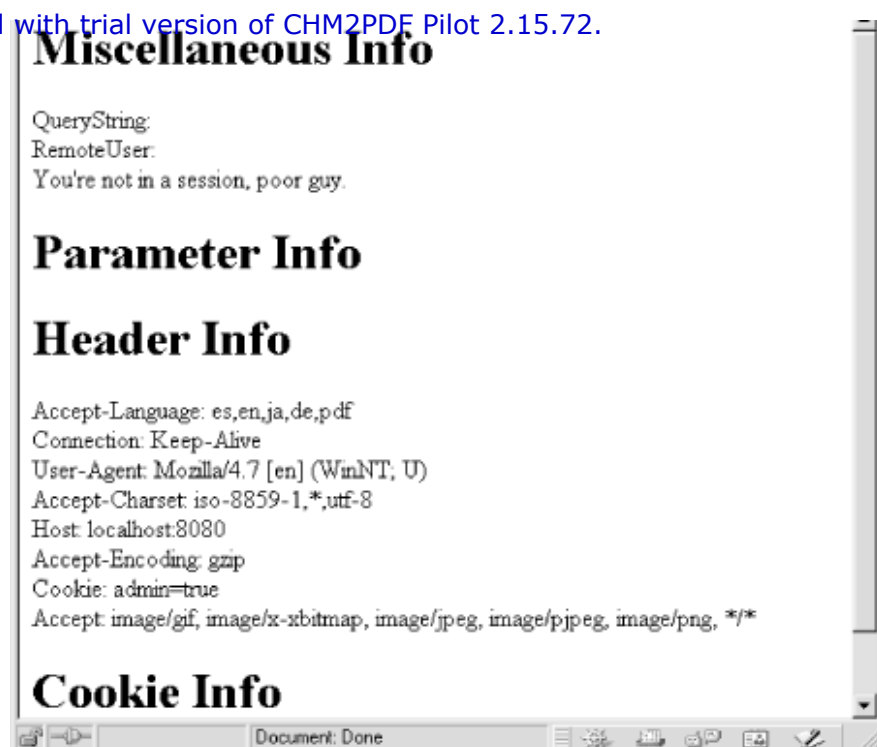 with trial version of CHM2PDF Pilot 2.15.72.
Miscellaneous Info
QueryString:
RemoteUser:
You're not in a session, poor guy.
Parameter Info
Header Info
Accept-Language: es,en,ja,de,pdf
Connection: Keep-Alive
User-Agent: Mozilla/4.7 [en] (WinNT; U)
Accept-Charset: iso-8859-1,*,utf-8
Host: localhost:8080
Accept-Encoding: gzip
Cookie: admin=true
Accept: image/gif, image/x-xbitmap, image/jpeg, image/pjpeg, image/png, */*
Cookie Info
Document: Done